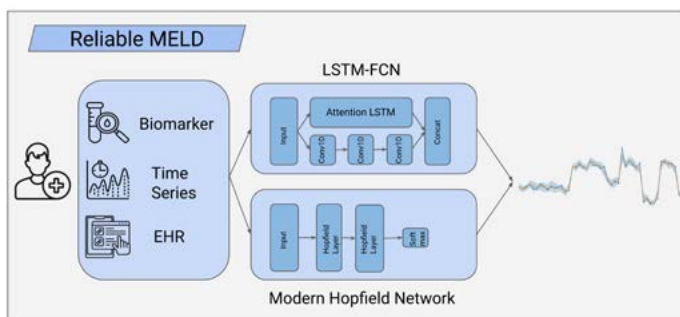 Reliable MELD
Biomarker
Time
Series
EHR
LSTM-FCN
Input
Attention LSTM
Conv1D
Conv1D
Conv1D
Concat
Input
Hopfield
Layer
Hopfield
Layer
Soft
max
Modern Hopfield Network